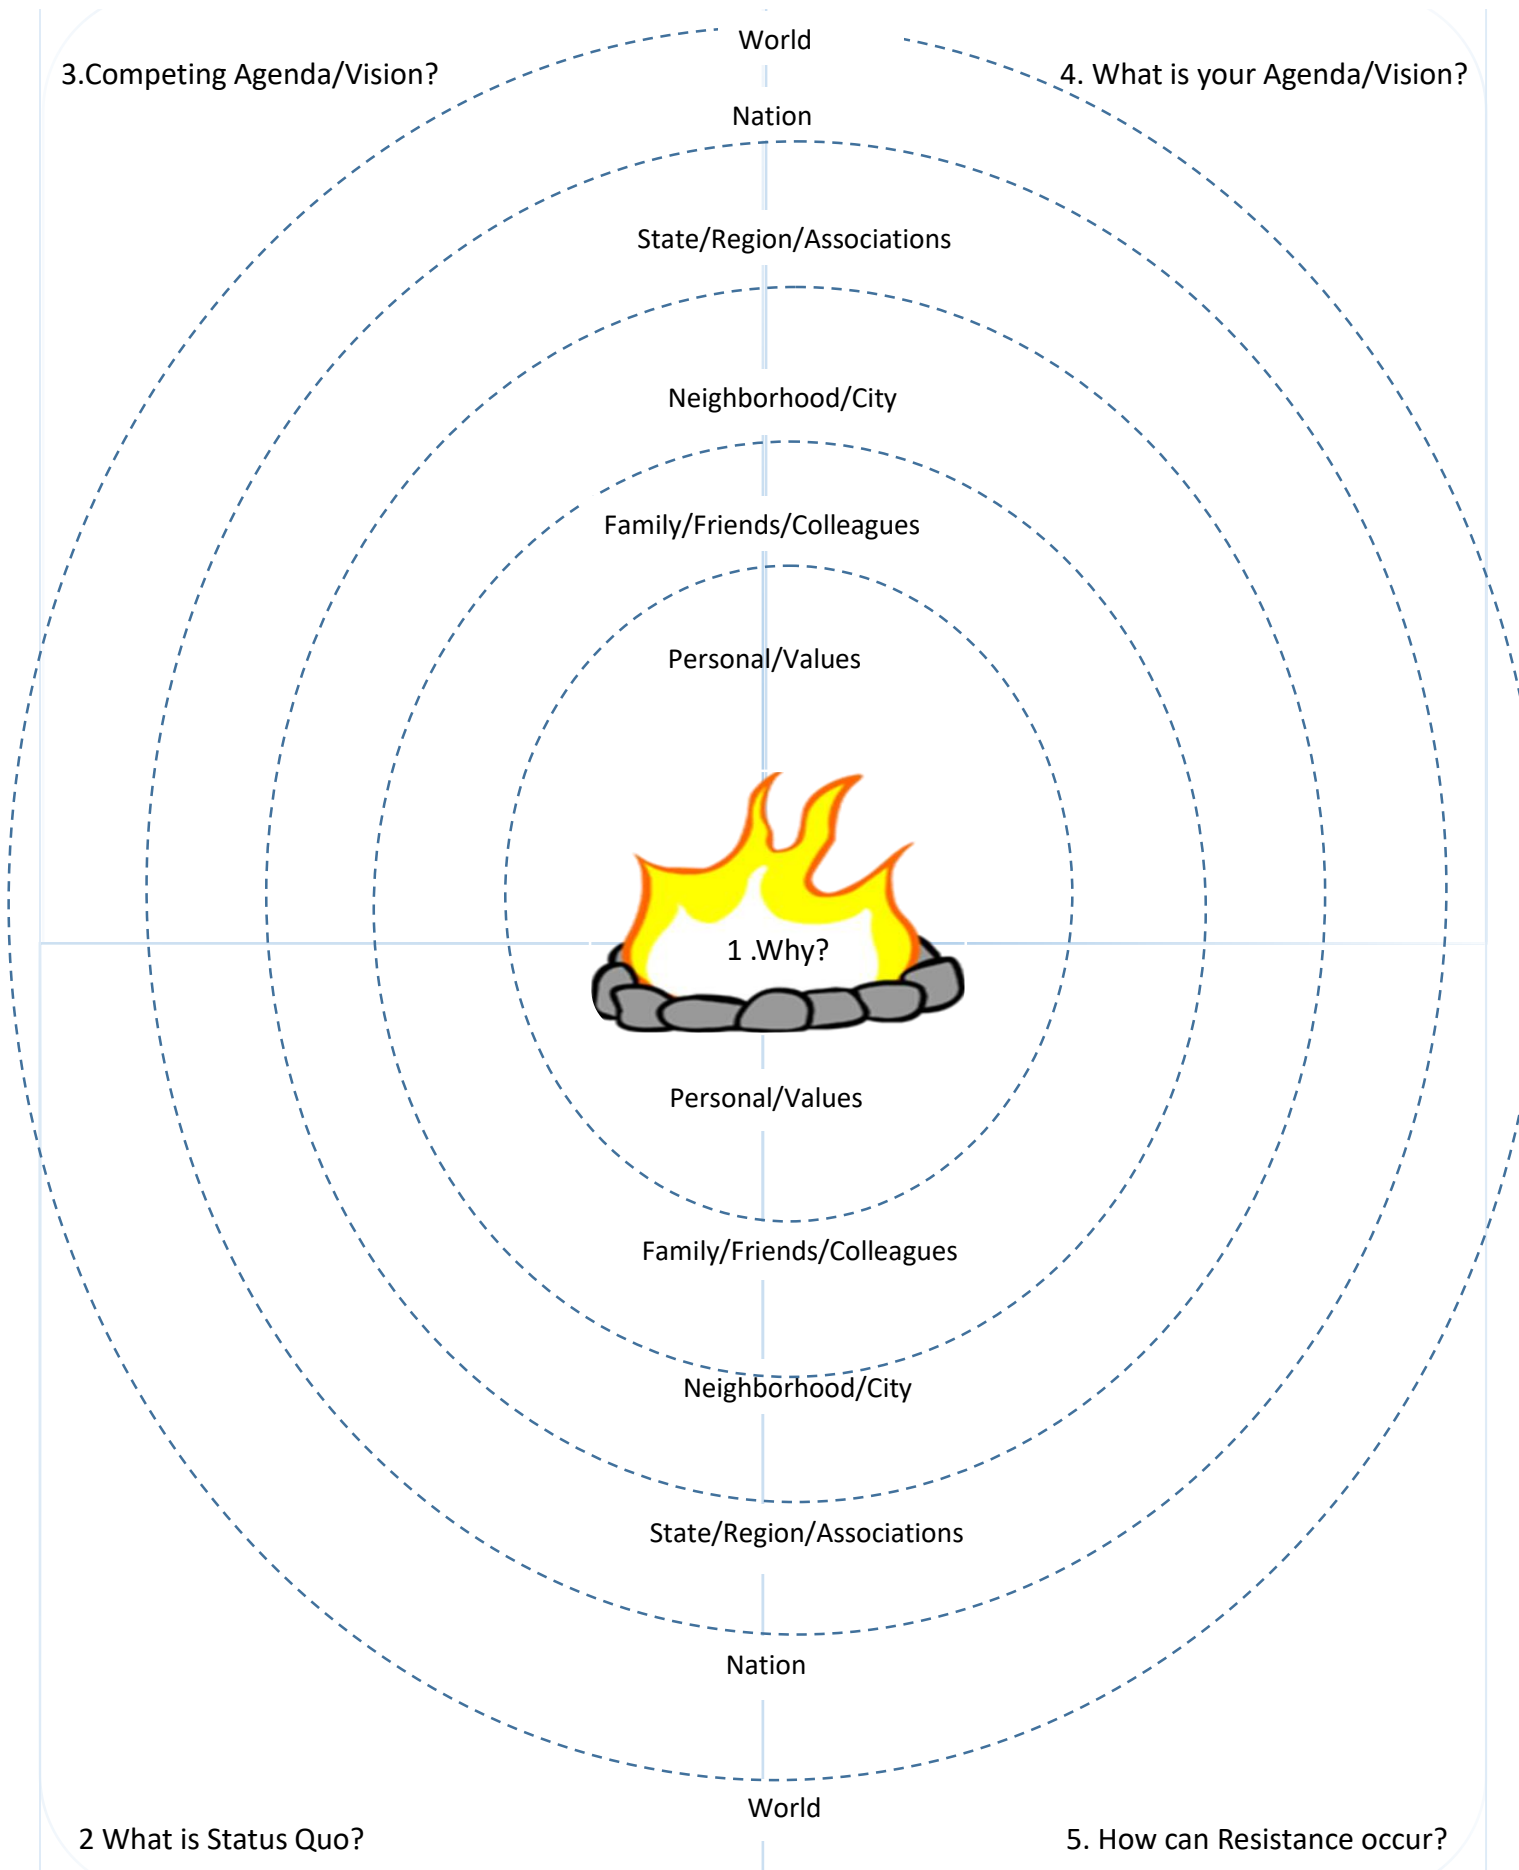 World
3.Competing Agenda/Vision?
4. What is your Agenda/Vision?
Nation
State/Region/Associations
Neighborhood/City
Family/Friends/Colleagues
Personal/Values
1 .Why?
Personal/Values
Family/Friends/Colleagues
Neighborhood/City
State/Region/Associations
Nation
World
2 What is Status Quo?
5. How can Resistance occur?